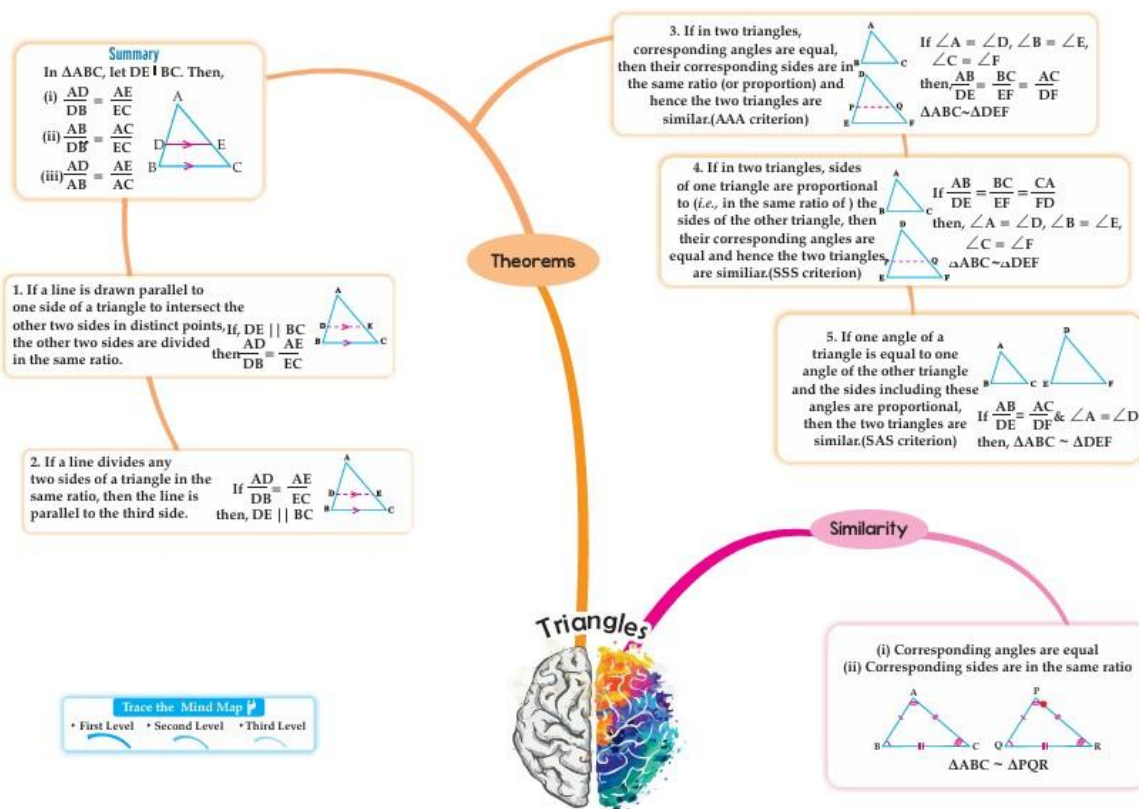 Summary
In ΔABC, let DE || BC. Then,
(i) AD/DB = AE/EC
(ii) AB/DB = AC/EC
(iii) AD/AB = AE/AC
A
D E
B C
1. If a line is drawn parallel to
one side of a triangle to intersect the
other two sides in distinct points,
the other two sides are divided
in the same ratio.
If, DE || BC
then AD/DB = AE/EC
A
D E
B C
2. If a line divides any
two sides of a triangle in the
same ratio, then the line is
parallel to the third side.
If AD/DB = AE/EC
then, DE || BC
A
D E
B C
Theorems
3. If in two triangles,
corresponding angles are equal,
then their corresponding sides are in
the same ratio (or proportion) and
hence the two triangles are
similar.(AAA criterion)
A
B C
D
P Q
E F
If ∠A = ∠D, ∠B = ∠E,
∠C = ∠F
then, AB/DE = BC/EF = AC/DF
ΔABC~ΔDEF
4. If in two triangles, sides
of one triangle are proportional
to (i.e., in the same ratio of ) the
sides of the other triangle, then
their corresponding angles are
equal and hence the two triangles
are similiar.(SSS criterion)
A
B C
D
P Q
E F
If AB/DE = BC/EF = CA/FD
then, ∠A = ∠D, ∠B = ∠E,
∠C = ∠F
ΔABC~ΔDEF
5. If one angle of a
triangle is equal to one
angle of the other triangle
and the sides including these
angles are proportional,
then the two triangles are
similar.(SAS criterion)
A
B C
D
E F
If AB/DE = AC/DF & ∠A = ∠D
then, ΔABC ~ ΔDEF
Similarity
(i) Corresponding angles are equal
(ii) Corresponding sides are in the same ratio
A
B C
P
Q R
ΔABC ~ ΔPQR
Triangles
Trace the Mind Map
• First Level • Second Level • Third Level